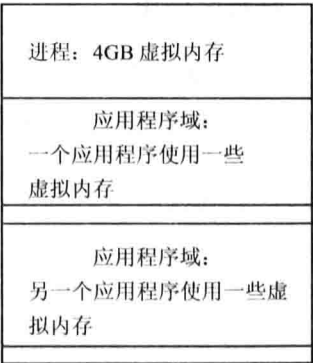 进程：4GB 虚拟内存
应用程序域：
一个应用程序使用一些
虚拟内存
应用程序域：
另一个应用程序使用一些虚
拟内存